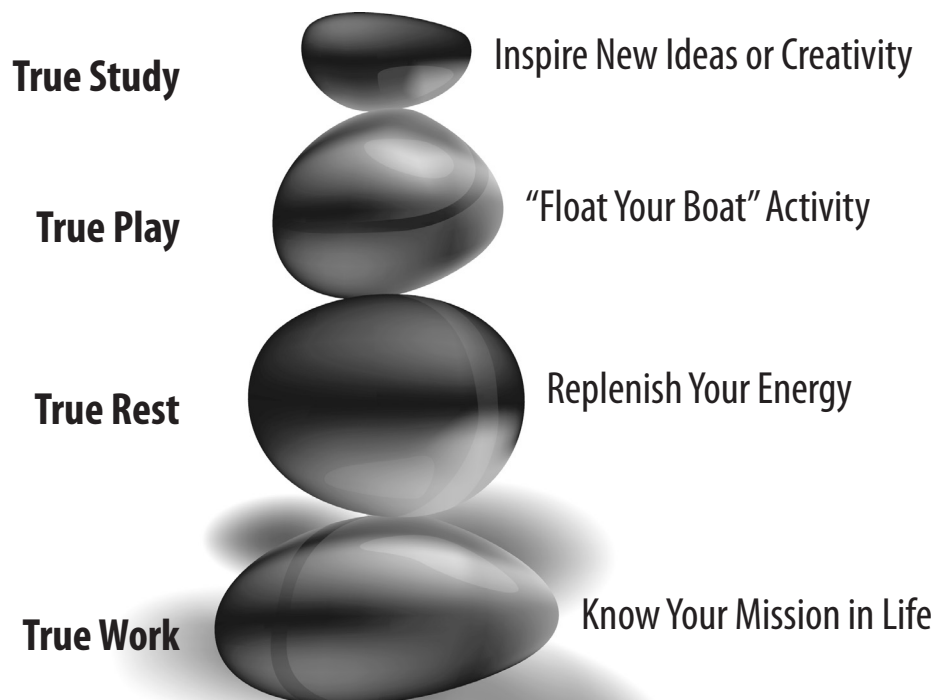 True Study
Inspire New Ideas or Creativity
True Play
“Float Your Boat” Activity
True Rest
Replenish Your Energy
True Work
Know Your Mission in Life